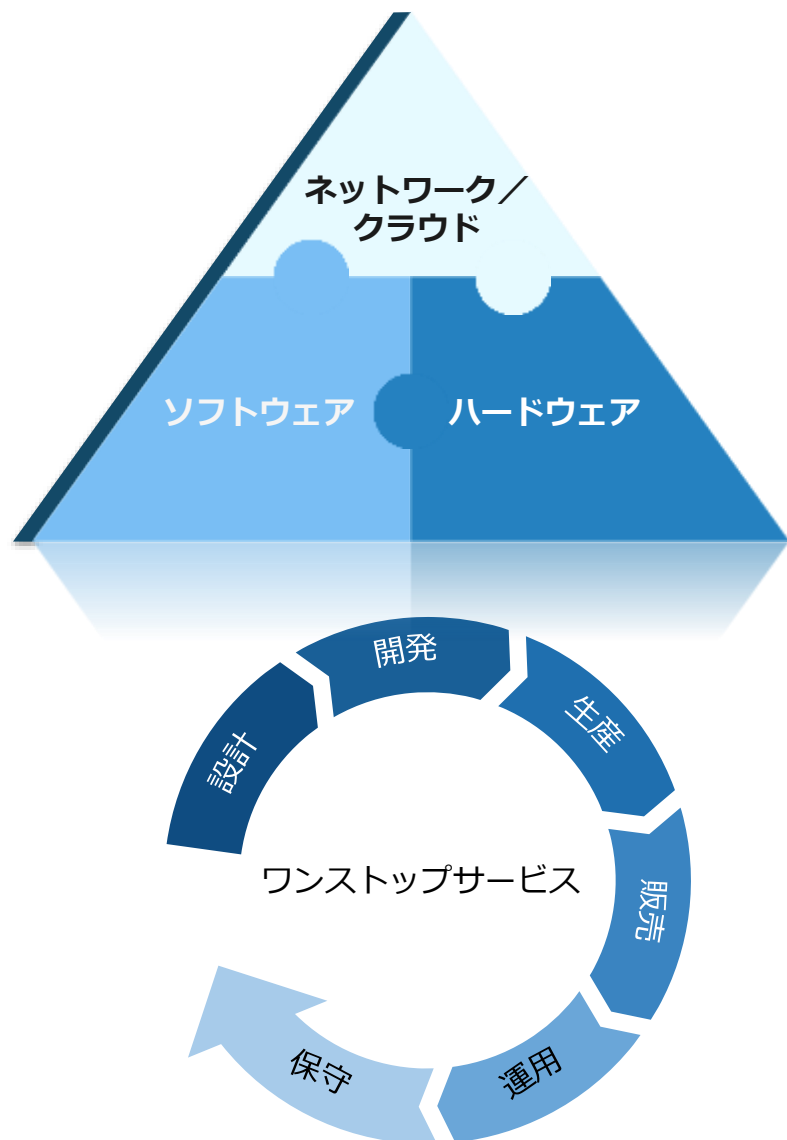 ネットワーク／
クラウド
ソフトウェア
ハードウェア
開発
生産
設計
ワンストップサービス
販売
保守
運用